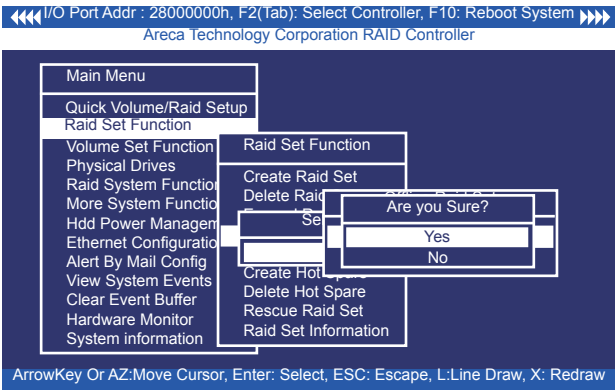 I/O Port Addr : 28000000h, F2(Tab): Select Controller, F10: Reboot System
Areca Technology Corporation RAID Controller
Main Menu
Quick Volume/Raid Setup
Raid Set Function
Volume Set Function
Physical Drives
Raid System Function
More System Functio
Hdd Power Managem
Ethernet Configuratio
Alert By Mail Config
View System Events
Clear Event Buffer
Hardware Monitor
System information
Raid Set Function
Create Raid Set
Delete Raid
Create Hot Spare
Delete Hot Spare
Rescue Raid Set
Raid Set Information
Se
Are you Sure?
Yes
No
ArrowKey Or AZ:Move Cursor, Enter: Select, ESC: Escape, L:Line Draw, X: Redraw